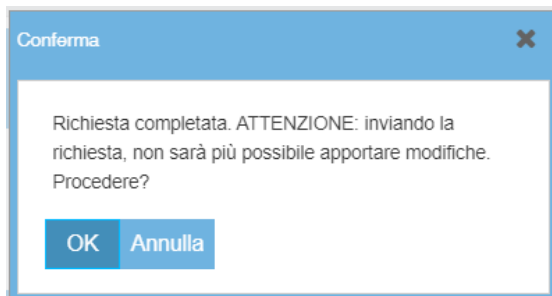 Conferma
Richiesta completata. ATTENZIONE: inviando la
richiesta, non sarà più possibile apportare modifiche.
Procedere?
OK Annulla